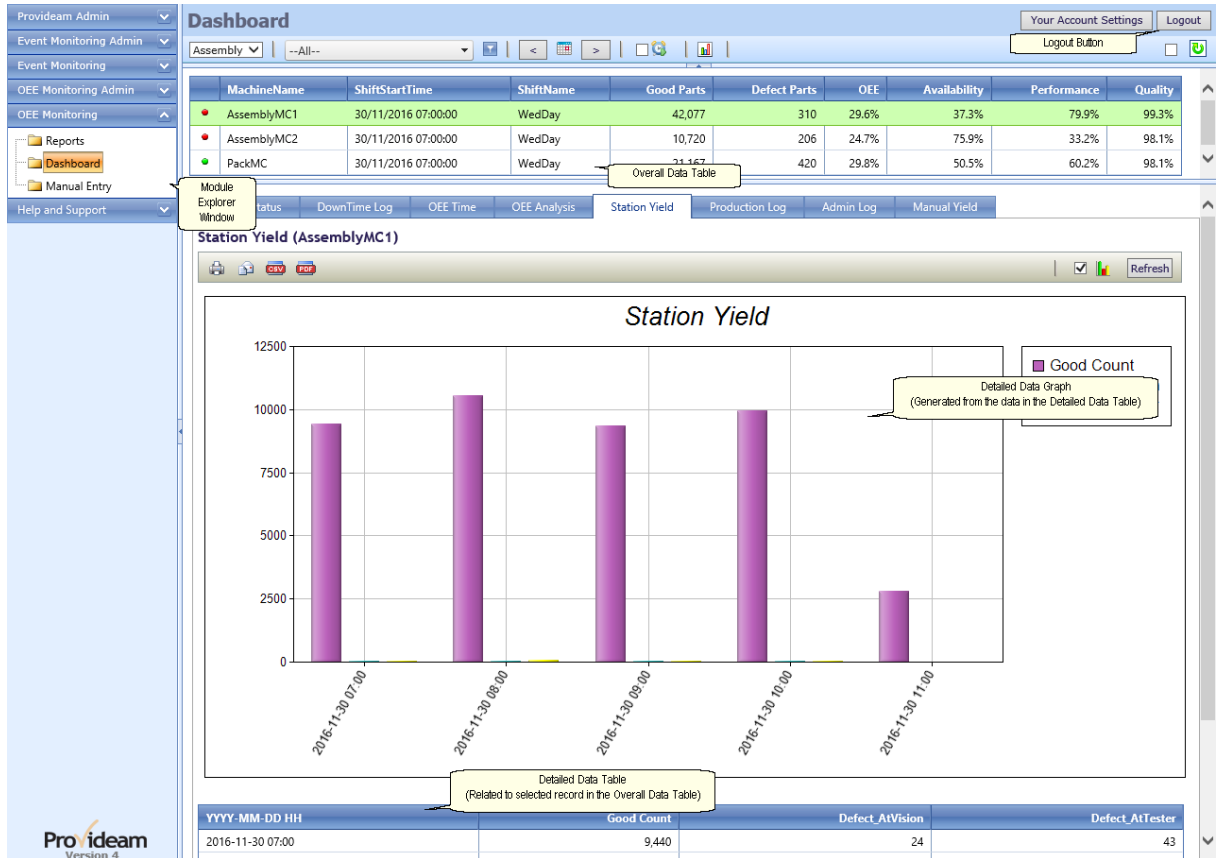 Provideam Admin
Event Monitoring Admin
Event Monitoring
OEE Monitoring Admin
OEE Monitoring
Reports
Dashboard
Manual Entry
Help and Support
Module
Explorer
Window
Provideam
Version 4
Dashboard
Your Account Settings
Logout
Logout Button
Assembly
--All--
<
>
MachineName ShiftStartTime ShiftName Good Parts Defect Parts OEE Availability Performance Quality
AssemblyMC1 30/11/2016 07:00:00 WedDay 42,077 310 29.6% 37.3% 79.9% 99.3%
AssemblyMC2 30/11/2016 07:00:00 WedDay 10,720 206 24.7% 75.9% 33.2% 98.1%
PackMC 30/11/2016 07:00:00 WedDay 21,167 420 29.8% 50.5% 60.2% 98.1%
Overall Data Table
DownTime Log OEE Time OEE Analysis Station Yield Production Log Admin Log Manual Yield
Station Yield (AssemblyMC1)
CSV PDF
Refresh
Station Yield
12500
10000
7500
5000
2500
0
2016-11-30 07:00
2016-11-30 08:00
2016-11-30 09:00
2016-11-30 10:00
2016-11-30 11:00
Good Count
Detailed Data Graph
(Generated from the data in the Detailed Data Table)
Detailed Data Table
(Related to selected record in the Overall Data Table)
YYYY-MM-DD HH Good Count Defect_AtVision Defect_AtTester
2016-11-30 07:00 9,440 24 43